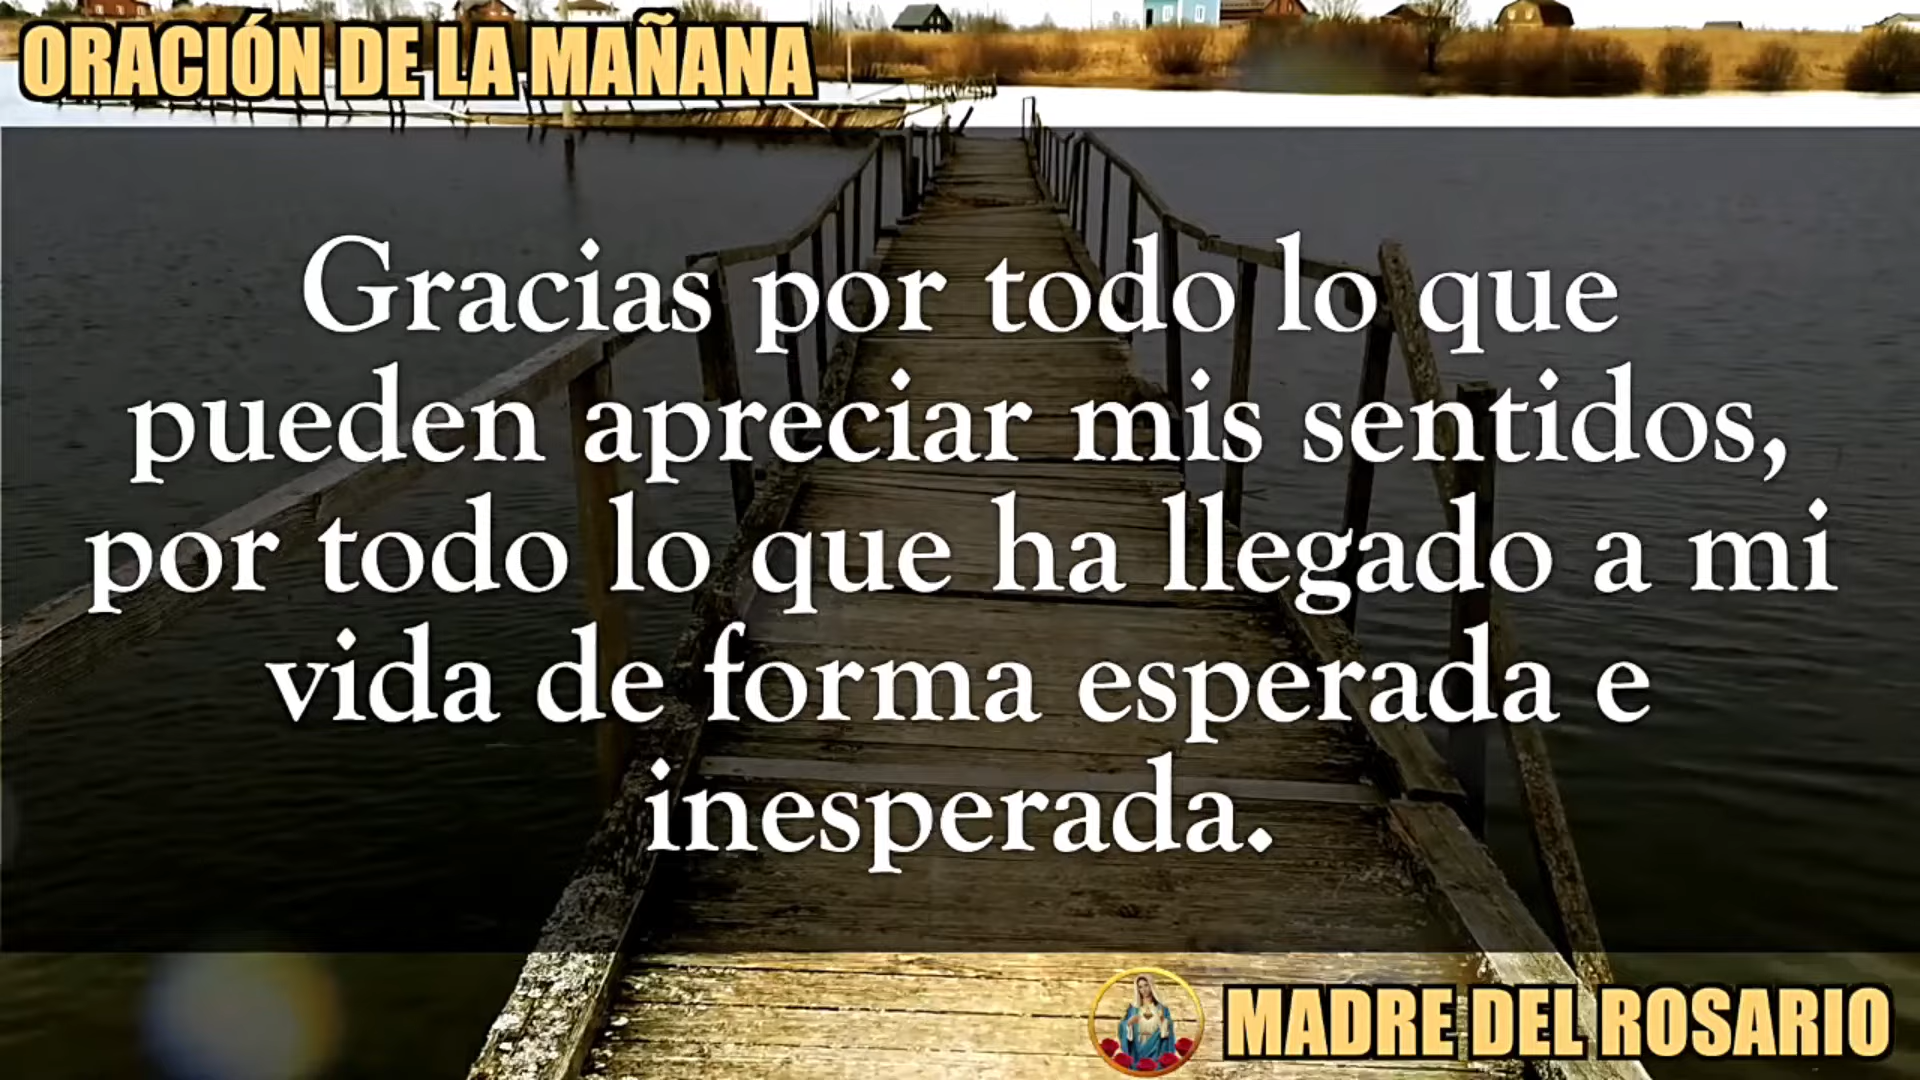 ORACIÓN DE LA MAÑANA
Gracias por todo lo que
pueden apreciar mis sentidos,
por todo lo que ha llegado a mi
vida de forma esperada e
inesperada.
MADRE DEL ROSARIO